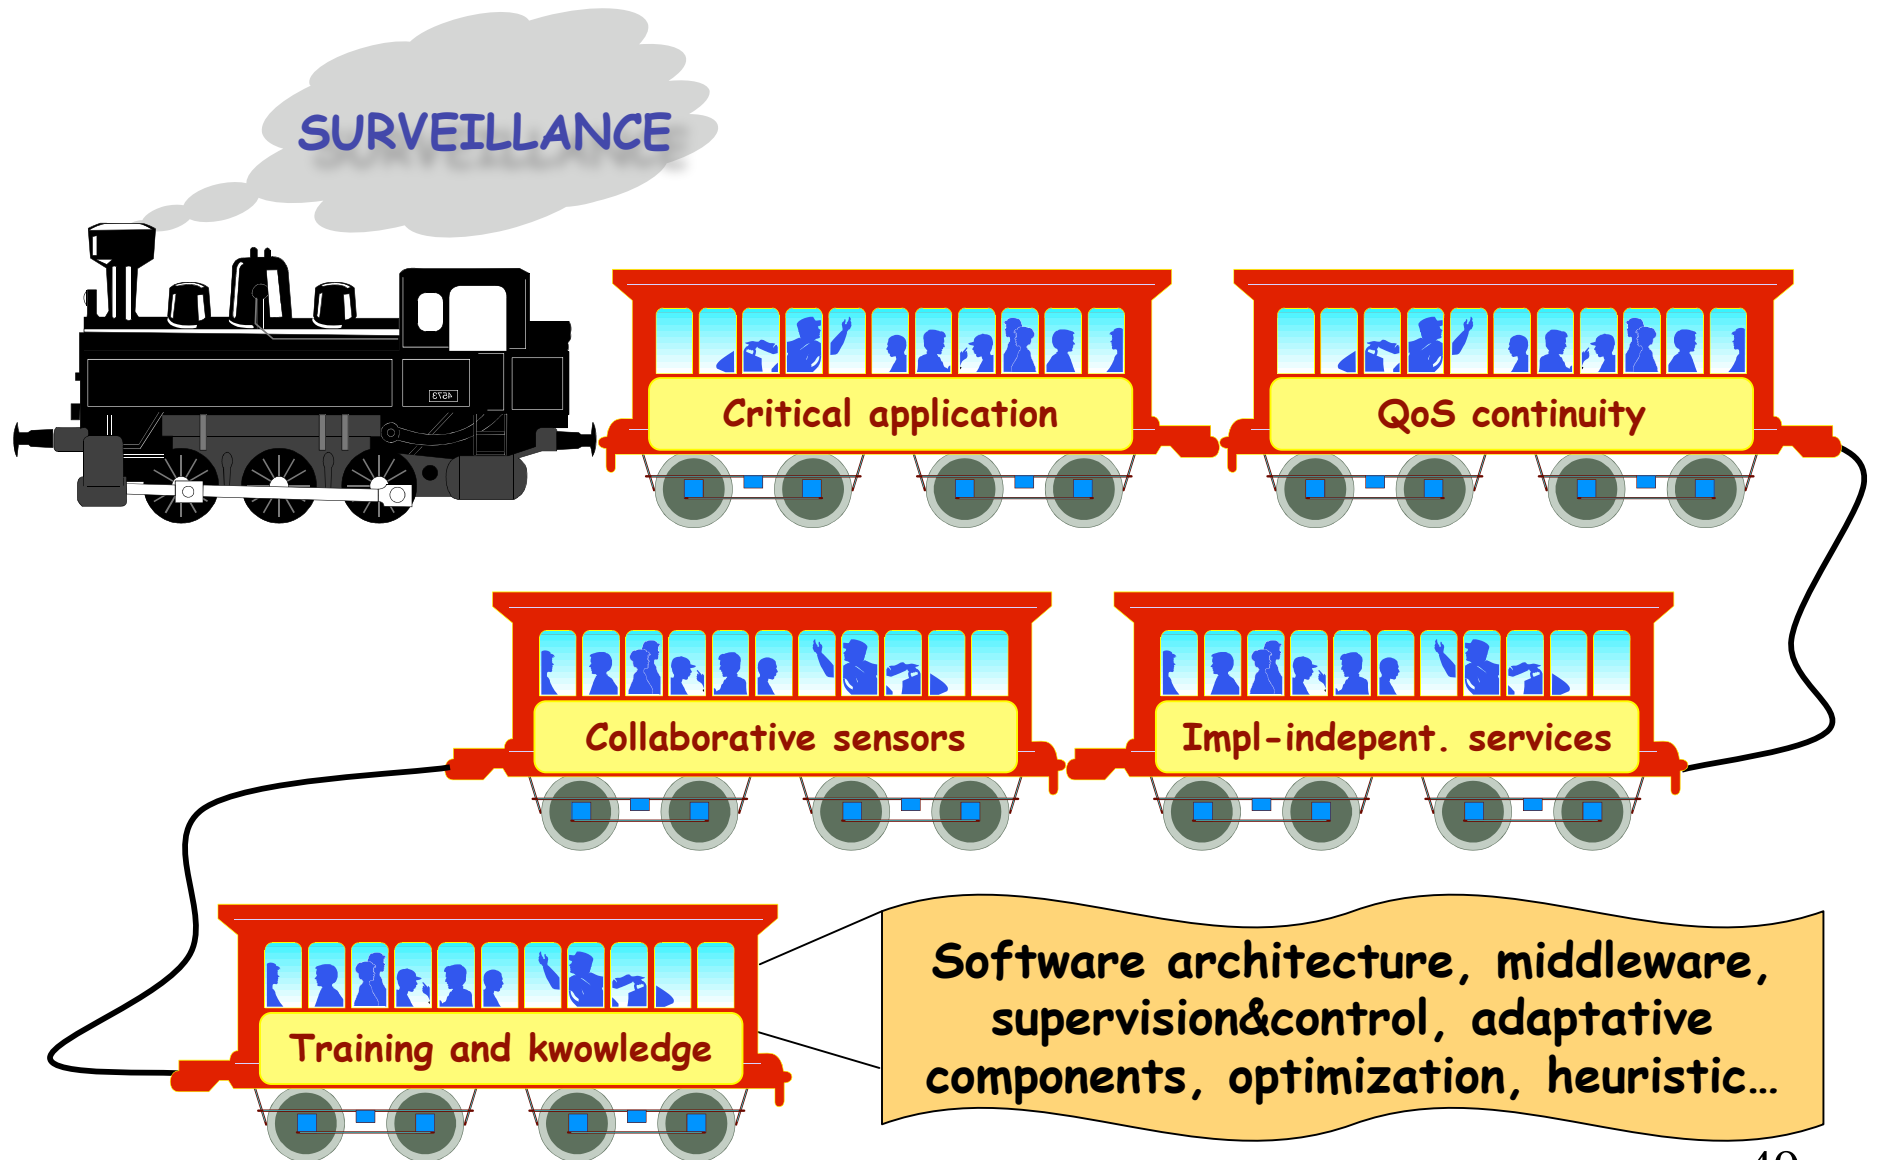 SURVEILLANCE
4573
Critical application
QoS continuity
Collaborative sensors
Impl-indepent. services
Training and kwowledge
Software architecture, middleware,
supervision&control, adaptative
components, optimization, heuristic...